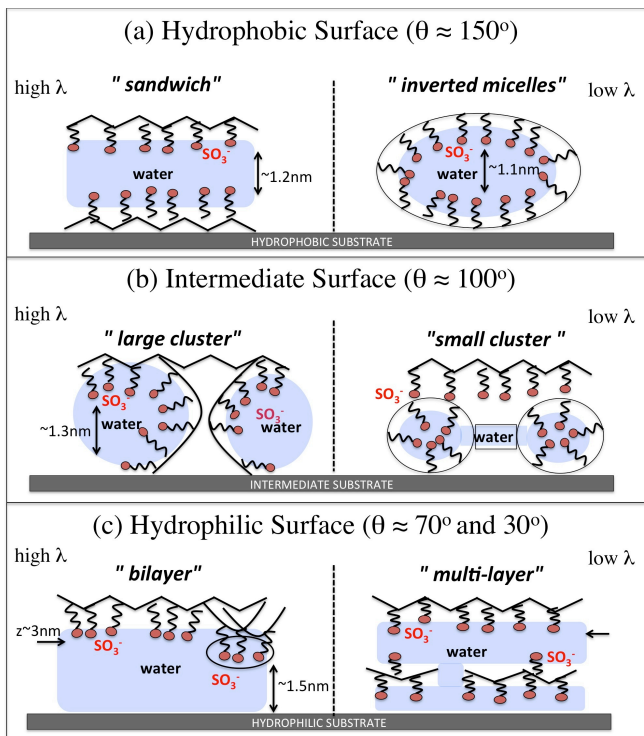 (a) Hydrophobic Surface (θ ≈ 150°)
high λ
" sandwich"
" inverted micelles"
low λ
SO₃⁻
water
~1.2nm
SO₃⁻
water
~1.1nm
HYDROPHOBIC SUBSTRATE
(b) Intermediate Surface (θ ≈ 100°)
high λ
" large cluster"
"small cluster "
low λ
SO₃⁻
water
~1.3nm
SO₃⁻
water
SO₃⁻
water
INTERMEDIATE SUBSTRATE
(c) Hydrophilic Surface (θ ≈ 70° and 30°)
high λ
" bilayer"
" multi-layer"
low λ
z~3nm
SO₃⁻
water
SO₃⁻
~1.5nm
SO₃⁻
water
SO₃⁻
HYDROPHILIC SUBSTRATE